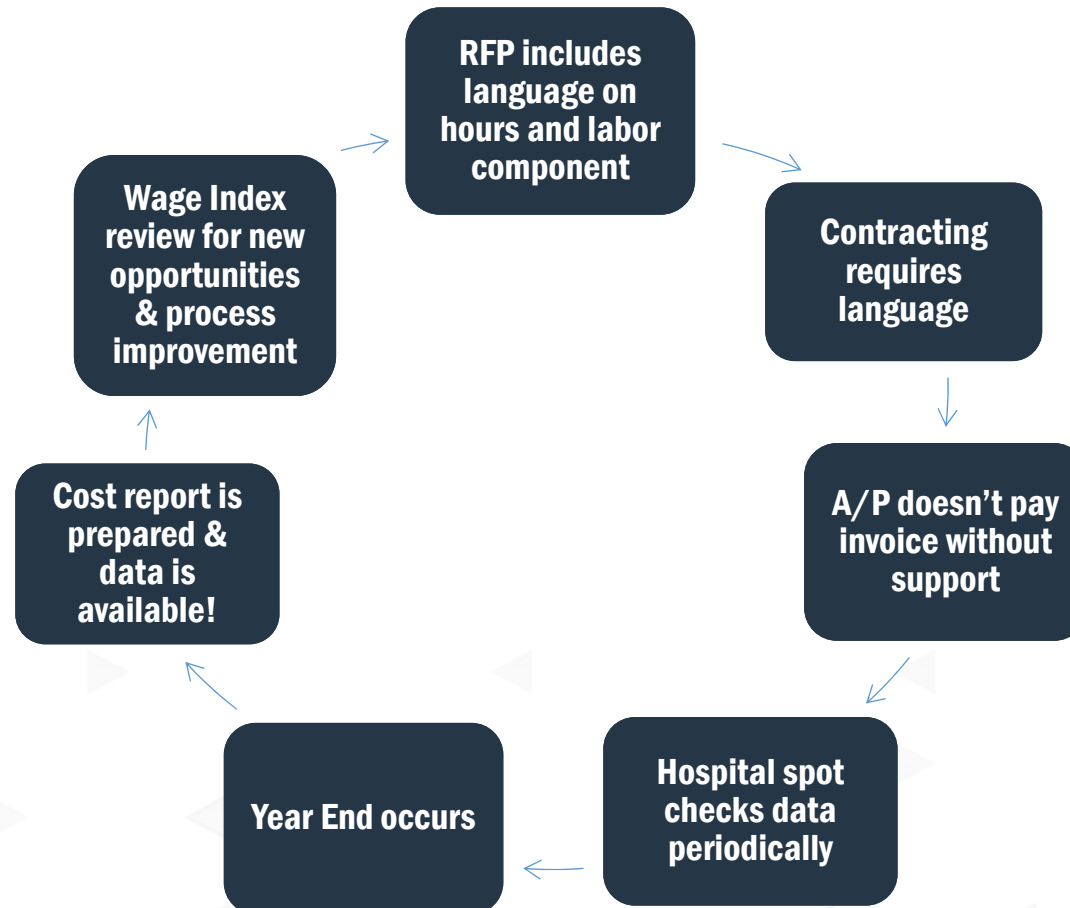 RFP includes
language on
hours and labor
component
Contracting
requires
language
A/P doesn’t pay
invoice without
support
Hospital spot
checks data
periodically
Year End occurs
Cost report is
prepared &
data is
available!
Wage Index
review for new
opportunities
& process
improvement